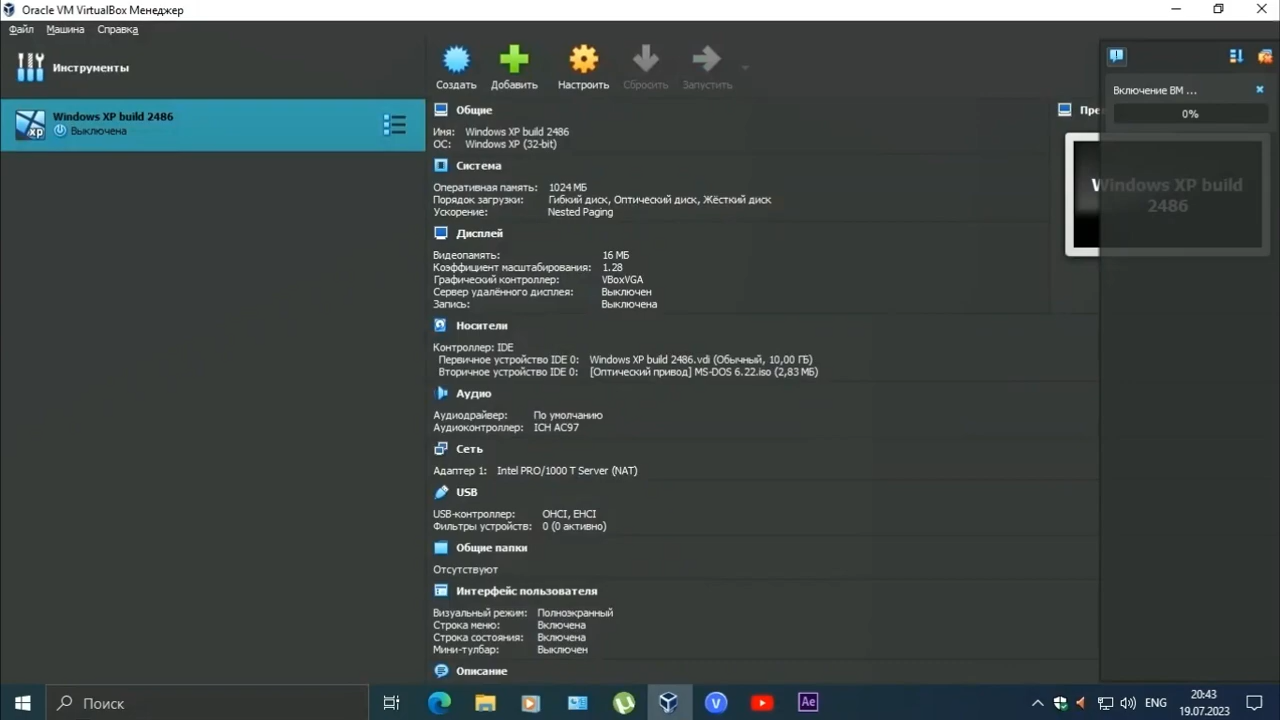 Oracle VM VirtualBox Менеджер
Файл Машина Справка
Инструменты
Создать Добавить Настроить Сбросить Запустить
Windows XP build 2486
Выключена
Общие
Имя: Windows XP build 2486
ОС: Windows XP (32-bit)
Система
Оперативная память: 1024 МБ
Порядок загрузки: Гибкий диск, Оптический диск, Жёсткий диск
Ускорение: Nested Paging
Дисплей
Видеопамять: 16 МБ
Коэффициент масштабирования: 1.28
Графический контроллер: VBoxVGA
Сервер удалённого дисплея: Выключен
Запись: Выключена
Носители
Контроллер: IDE
Первичное устройство IDE 0: Windows XP build 2486.vdi (Обычный, 10,00 ГБ)
Вторичное устройство IDE 0: [Оптический привод] MS-DOS 6.22.iso (2,83 МБ)
Аудио
Аудиодрайвер: По умолчанию
Аудиоконтроллер: ICH AC97
Сеть
Адаптер 1: Intel PRO/1000 T Server (NAT)
USB
USB-контроллер: OHCI, EHCI
Фильтры устройств: 0 (0 активно)
Общие папки
Отсутствуют
Интерфейс пользователя
Визуальный режим: Полноэкранный
Строка меню: Включена
Строка состояния: Включена
Мини-тулбар: Выключен
Описание
Пре
Включение ВМ ...
0%
Windows XP build
2486
Поиск
Ae
ENG
20:43
19.07.2023